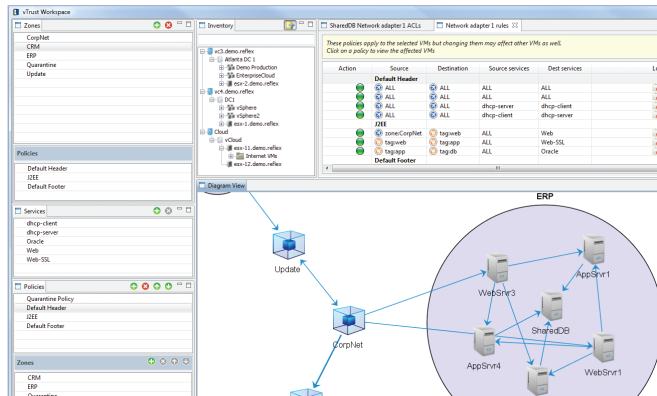 vTrust Workspace
Zones
CorpNet
CRM
ERP
Quarantine
Update
Policies
Default Header
J2EE
Default Footer
Services
dhcp-client
dhcp-server
Oracle
Web
Web-SSL
Policies
Quarantine Policy
Default Header
J2EE
Default Footer
Zones
CRM
ERP
Quarantine
Inventory
vc3.demo.reflex
Atlanta DC 1
Demo Production
EnterpriseCloud
esx-2.demo.reflex
vc4.demo.reflex
DC1
vSphere
vSphere2
esx-1.demo.reflex
Cloud
vCloud
esx-11.demo.reflex
Internet VMs
esx-12.demo.reflex
SharedDB Network adapter 1 ACLs
Network adapter 1 rules
These policies apply to the selected VMs but changing them may affect other VMs as well.
Click on a policy to view the affected VMs
Action Source Destination Source services Dest services
Default Header
ALL ALL ALL ALL
ALL ALL ALL ALL
ALL ALL dhcp-server dhcp-client
ALL ALL dhcp-client dhcp-server
J2EE
zone:CorpNet tag:web ALL Web
tag:web tag:app ALL Web-SSL
tag:app tag:db ALL Oracle
Default Footer
Diagram View
ERP
Update
CorpNet
WebSrvr3
AppSrvr1
SharedDB
AppSrvr4
WebSrvr1